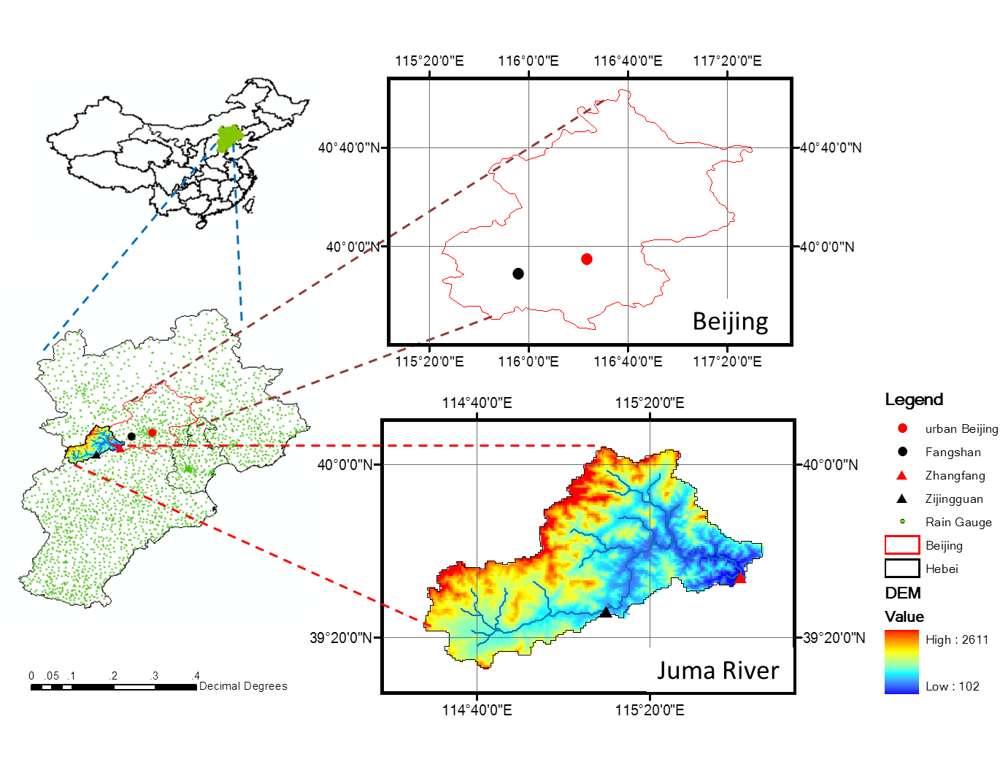 115°20'0"E 116°0'0"E 116°40'0"E 117°20'0"E
40°40'0"N 40°40'0"N
40°0'0"N 40°0'0"N
Beijing
115°20'0"E 116°0'0"E 116°40'0"E 117°20'0"E
114°40'0"E 115°20'0"E
40°0'0"N 40°0'0"N
39°20'0"N 39°20'0"N
Juma River
114°40'0"E 115°20'0"E
0 .05 .1 .2 .3 .4
Decimal Degrees
Legend
urban Beijing
Fangshan
Zhangfang
Zijingguan
Rain Gauge
Beijing
Hebei
DEM
Value
High : 2611
Low : 102